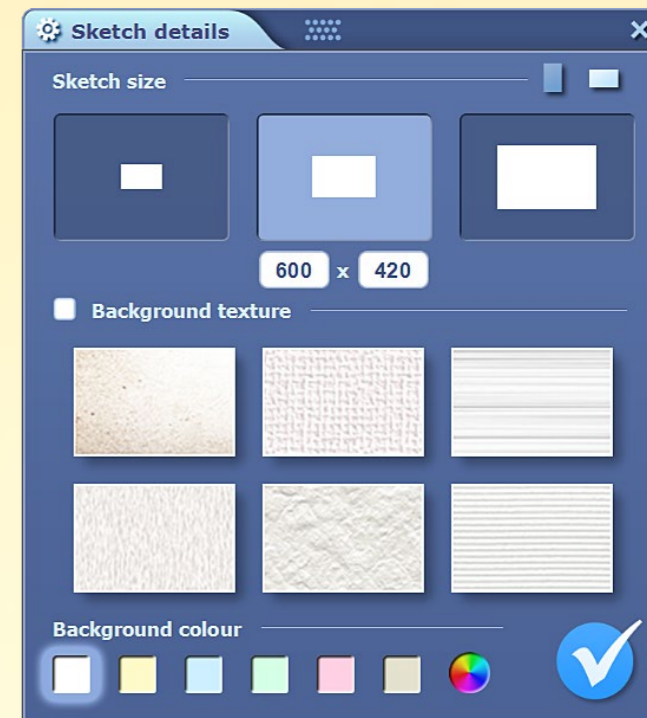 Sketch details
Sketch size
600 x 420
Background texture
Background colour